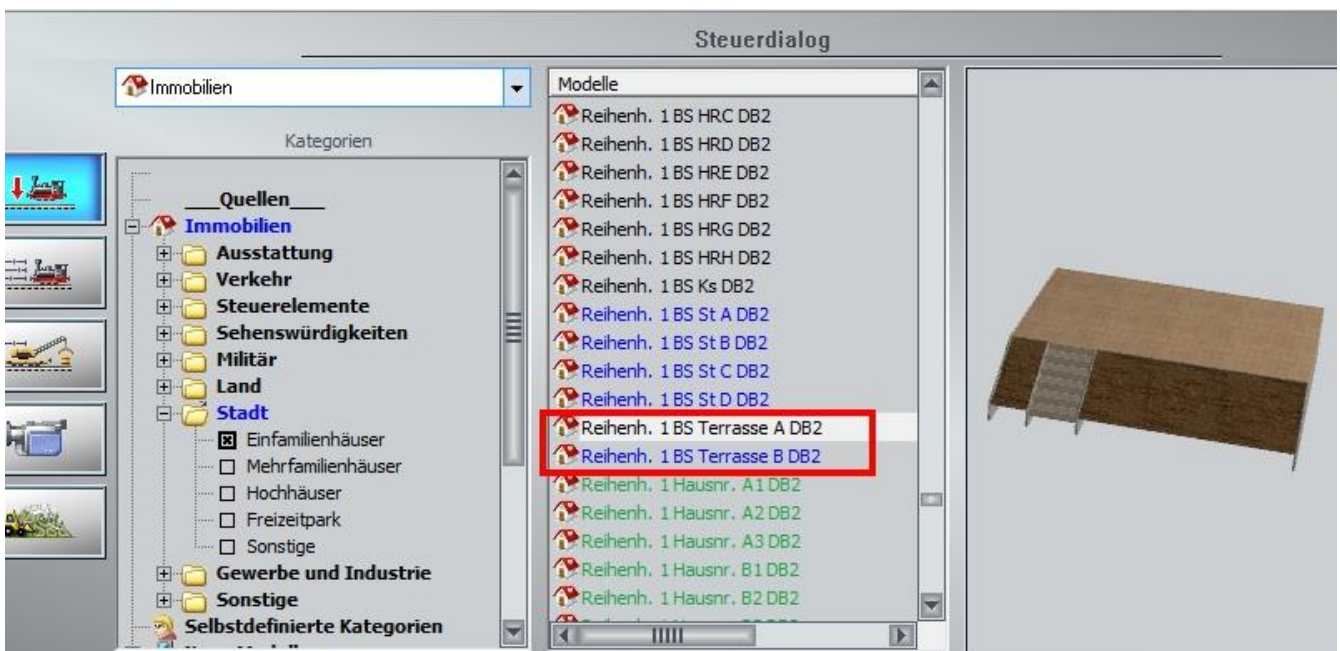 Steuerdialog
Immobilien
Kategorien
___Quellen___
Immobilien
Ausstattung
Verkehr
Steuerelemente
Sehenswürdigkeiten
Militär
Land
Stadt
Einfamilienhäuser
Mehrfamilienhäuser
Hochhäuser
Freizeitpark
Sonstige
Gewerbe und Industrie
Sonstige
Selbstdefinierte Kategorien
Modelle
Reihenh. 1 BS HRC DB2
Reihenh. 1 BS HRD DB2
Reihenh. 1 BS HRE DB2
Reihenh. 1 BS HRF DB2
Reihenh. 1 BS HRG DB2
Reihenh. 1 BS HRH DB2
Reihenh. 1 BS Ks DB2
Reihenh. 1 BS St A DB2
Reihenh. 1 BS St B DB2
Reihenh. 1 BS St C DB2
Reihenh. 1 BS St D DB2
Reihenh. 1 BS Terrasse A DB2
Reihenh. 1 BS Terrasse B DB2
Reihenh. 1 Hausnr. A1 DB2
Reihenh. 1 Hausnr. A2 DB2
Reihenh. 1 Hausnr. A3 DB2
Reihenh. 1 Hausnr. B1 DB2
Reihenh. 1 Hausnr. B2 DB2